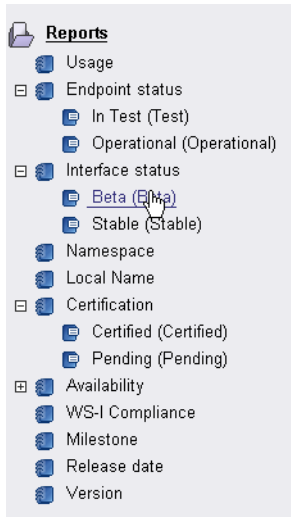 Reports
Usage
Endpoint status
In Test (Test)
Operational (Operational)
Interface status
Beta (Beta)
Stable (Stable)
Namespace
Local Name
Certification
Certified (Certified)
Pending (Pending)
Availability
WS-I Compliance
Milestone
Release date
Version